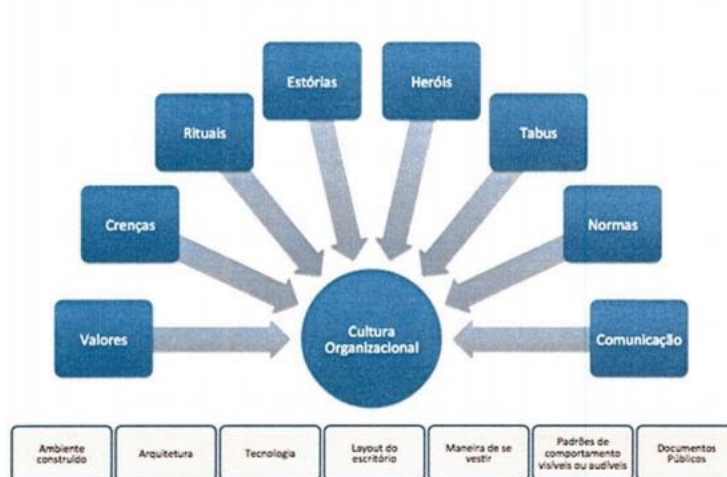 Estórias
Heróis
Rituais
Tabus
Crenças
Normas
Valores
Cultura
Organizacional
Comunicação
Ambiente
construído
Arquitetura
Tecnologia
Layout do
escritório
Maneira de se
vestir
Padrões de
comportamento
visíveis ou audíveis
Documentos
Públicos